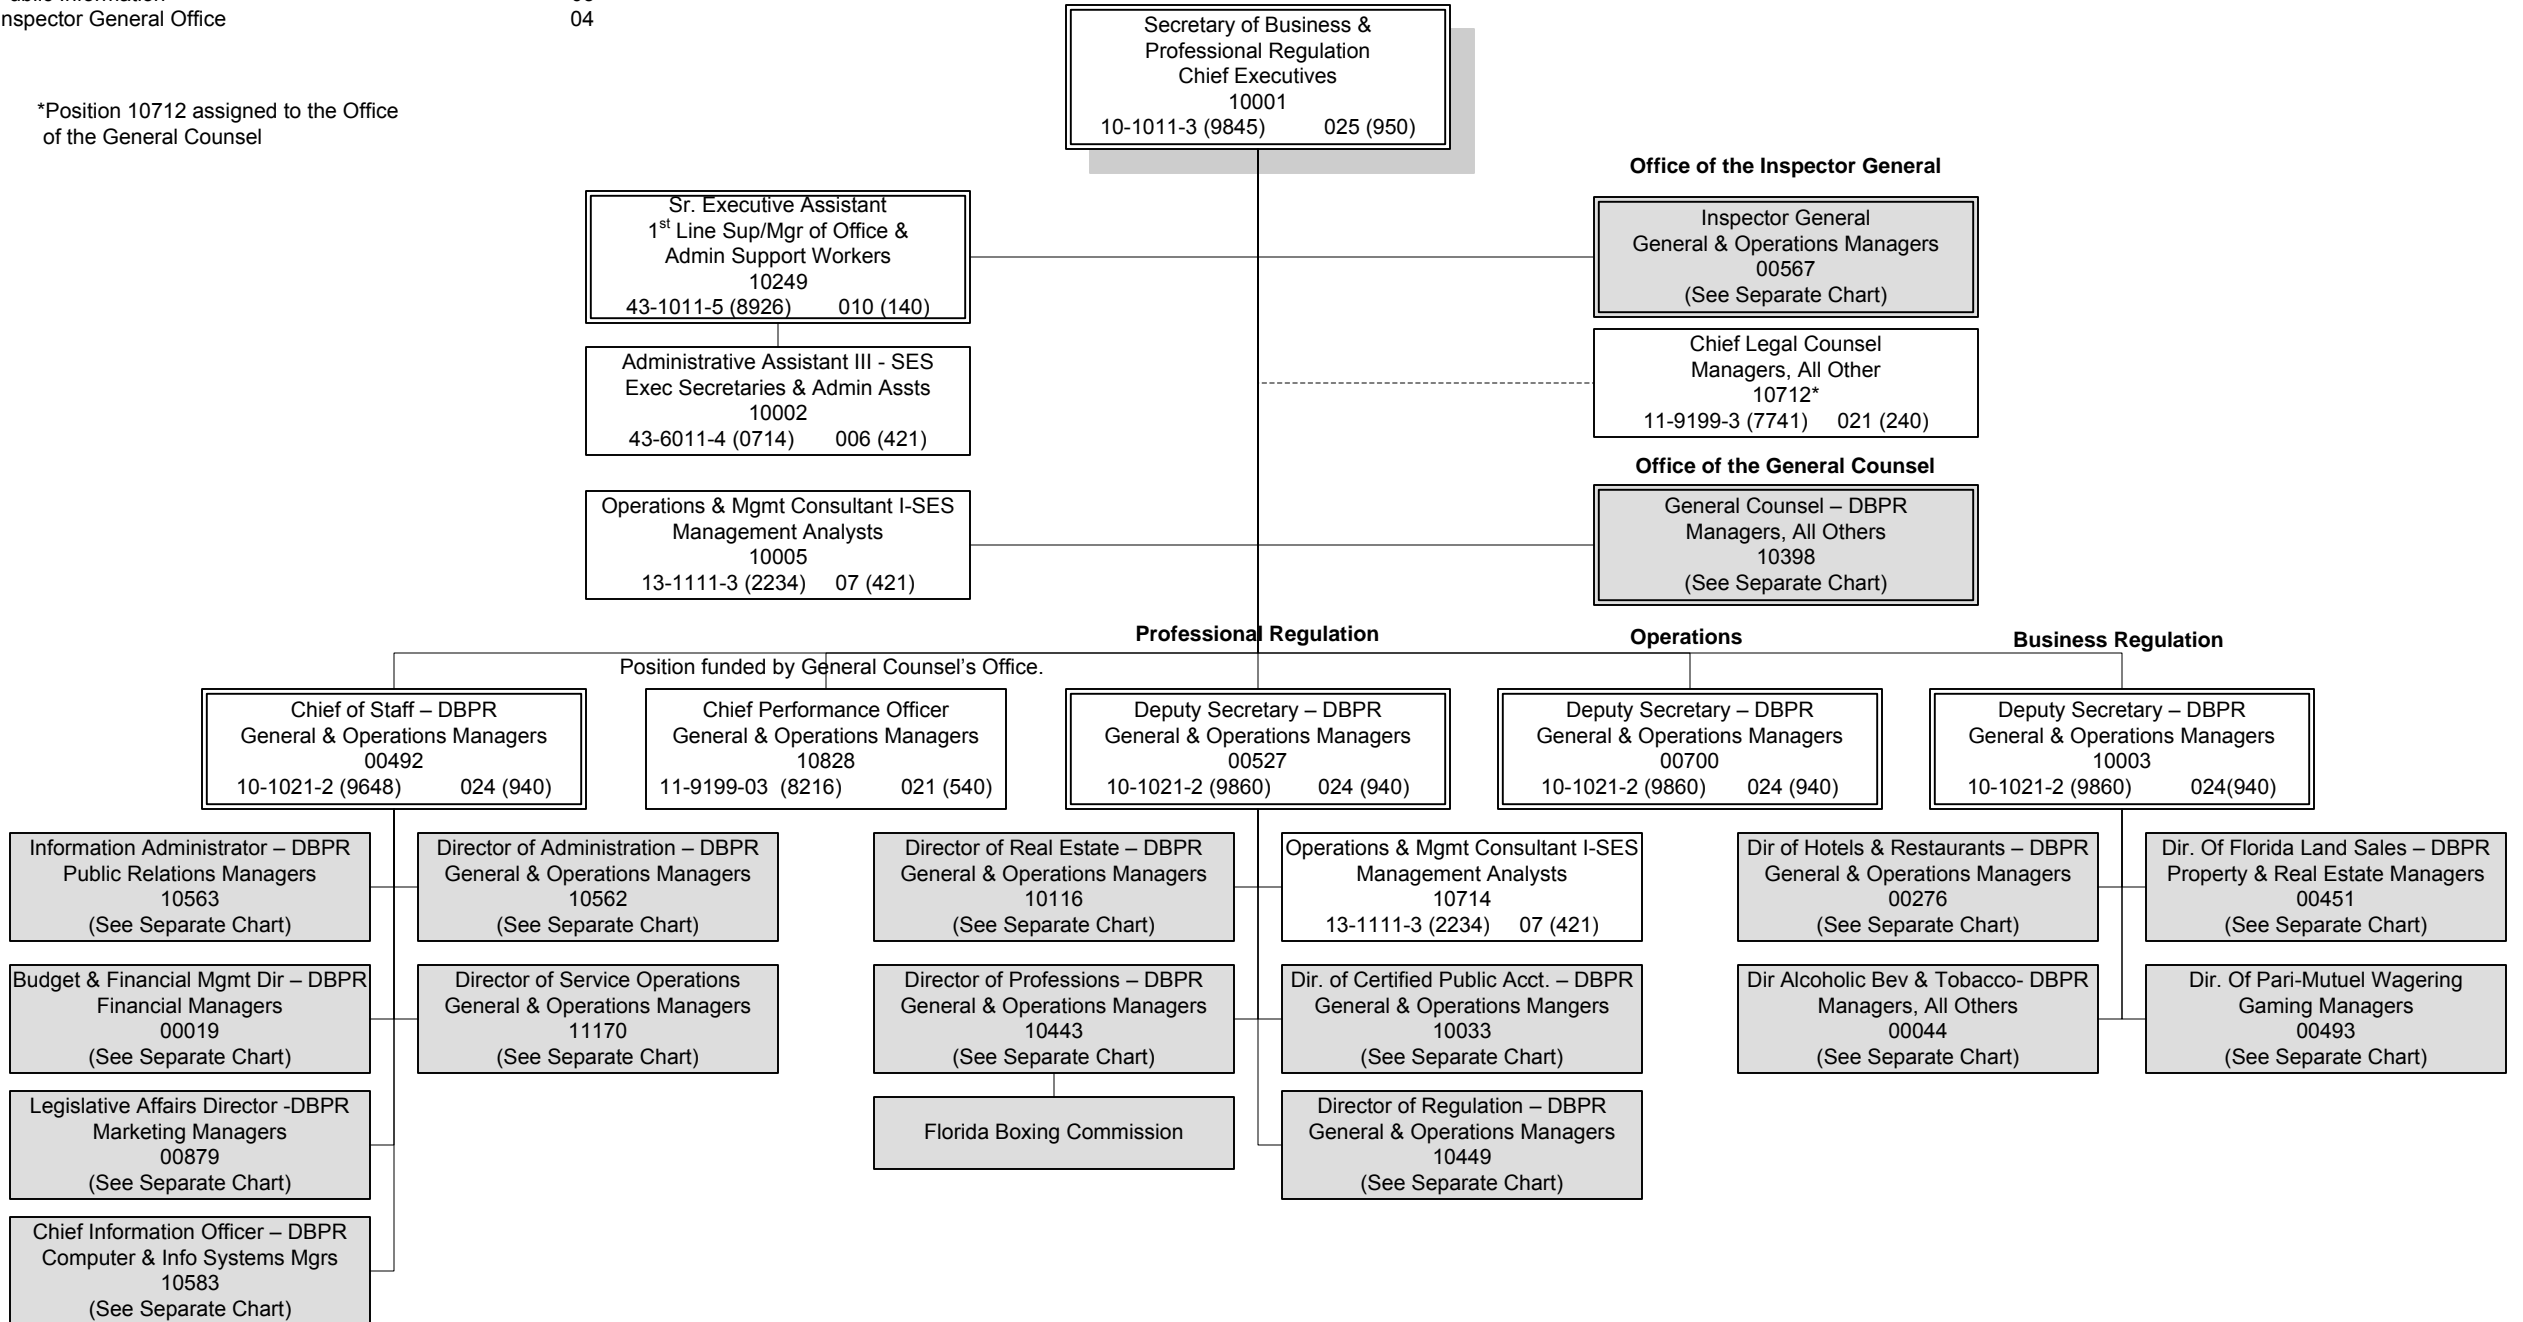 nspector General Office 04
*Position 10712 assigned to the Office
of the General Counsel
Secretary of Business &
Professional Regulation
Chief Executives
10001
10-1011-3 (9845) 025 (950)
Office of the Inspector General
Sr. Executive Assistant
1st Line Sup/Mgr of Office &
Admin Support Workers
10249
43-1011-5 (8926) 010 (140)
Inspector General
General & Operations Managers
00567
(See Separate Chart)
Administrative Assistant III - SES
Exec Secretaries & Admin Assts
10002
43-6011-4 (0714) 006 (421)
Chief Legal Counsel
Managers, All Other
10712*
11-9199-3 (7741) 021 (240)
Office of the General Counsel
Operations & Mgmt Consultant I-SES
Management Analysts
10005
13-1111-3 (2234) 07 (421)
General Counsel – DBPR
Managers, All Others
10398
(See Separate Chart)
Professional Regulation
Operations
Business Regulation
Position funded by General Counsel's Office.
Chief of Staff – DBPR
General & Operations Managers
00492
10-1021-2 (9648) 024 (940)
Chief Performance Officer
General & Operations Managers
10828
11-9199-03 (8216) 021 (540)
Deputy Secretary – DBPR
General & Operations Managers
00527
10-1021-2 (9860) 024 (940)
Deputy Secretary – DBPR
General & Operations Managers
00700
10-1021-2 (9860) 024 (940)
Deputy Secretary – DBPR
General & Operations Managers
10003
10-1021-2 (9860) 024(940)
Information Administrator – DBPR
Public Relations Managers
10563
(See Separate Chart)
Director of Administration – DBPR
General & Operations Managers
10562
(See Separate Chart)
Director of Real Estate – DBPR
General & Operations Managers
10116
(See Separate Chart)
Operations & Mgmt Consultant I-SES
Management Analysts
10714
13-1111-3 (2234) 07 (421)
Dir of Hotels & Restaurants – DBPR
General & Operations Managers
00276
(See Separate Chart)
Dir. Of Florida Land Sales – DBPR
Property & Real Estate Managers
00451
(See Separate Chart)
Budget & Financial Mgmt Dir – DBPR
Financial Managers
00019
(See Separate Chart)
Director of Service Operations
General & Operations Managers
11170
(See Separate Chart)
Director of Professions – DBPR
General & Operations Managers
10443
(See Separate Chart)
Dir. of Certified Public Acct. – DBPR
General & Operations Mangers
10033
(See Separate Chart)
Dir Alcoholic Bev & Tobacco- DBPR
Managers, All Others
00044
(See Separate Chart)
Dir. Of Pari-Mutuel Wagering
Gaming Managers
00493
(See Separate Chart)
Legislative Affairs Director -DBPR
Marketing Managers
00879
(See Separate Chart)
Florida Boxing Commission
Director of Regulation – DBPR
General & Operations Managers
10449
(See Separate Chart)
Chief Information Officer – DBPR
Computer & Info Systems Mgrs
10583
(See Separate Chart)